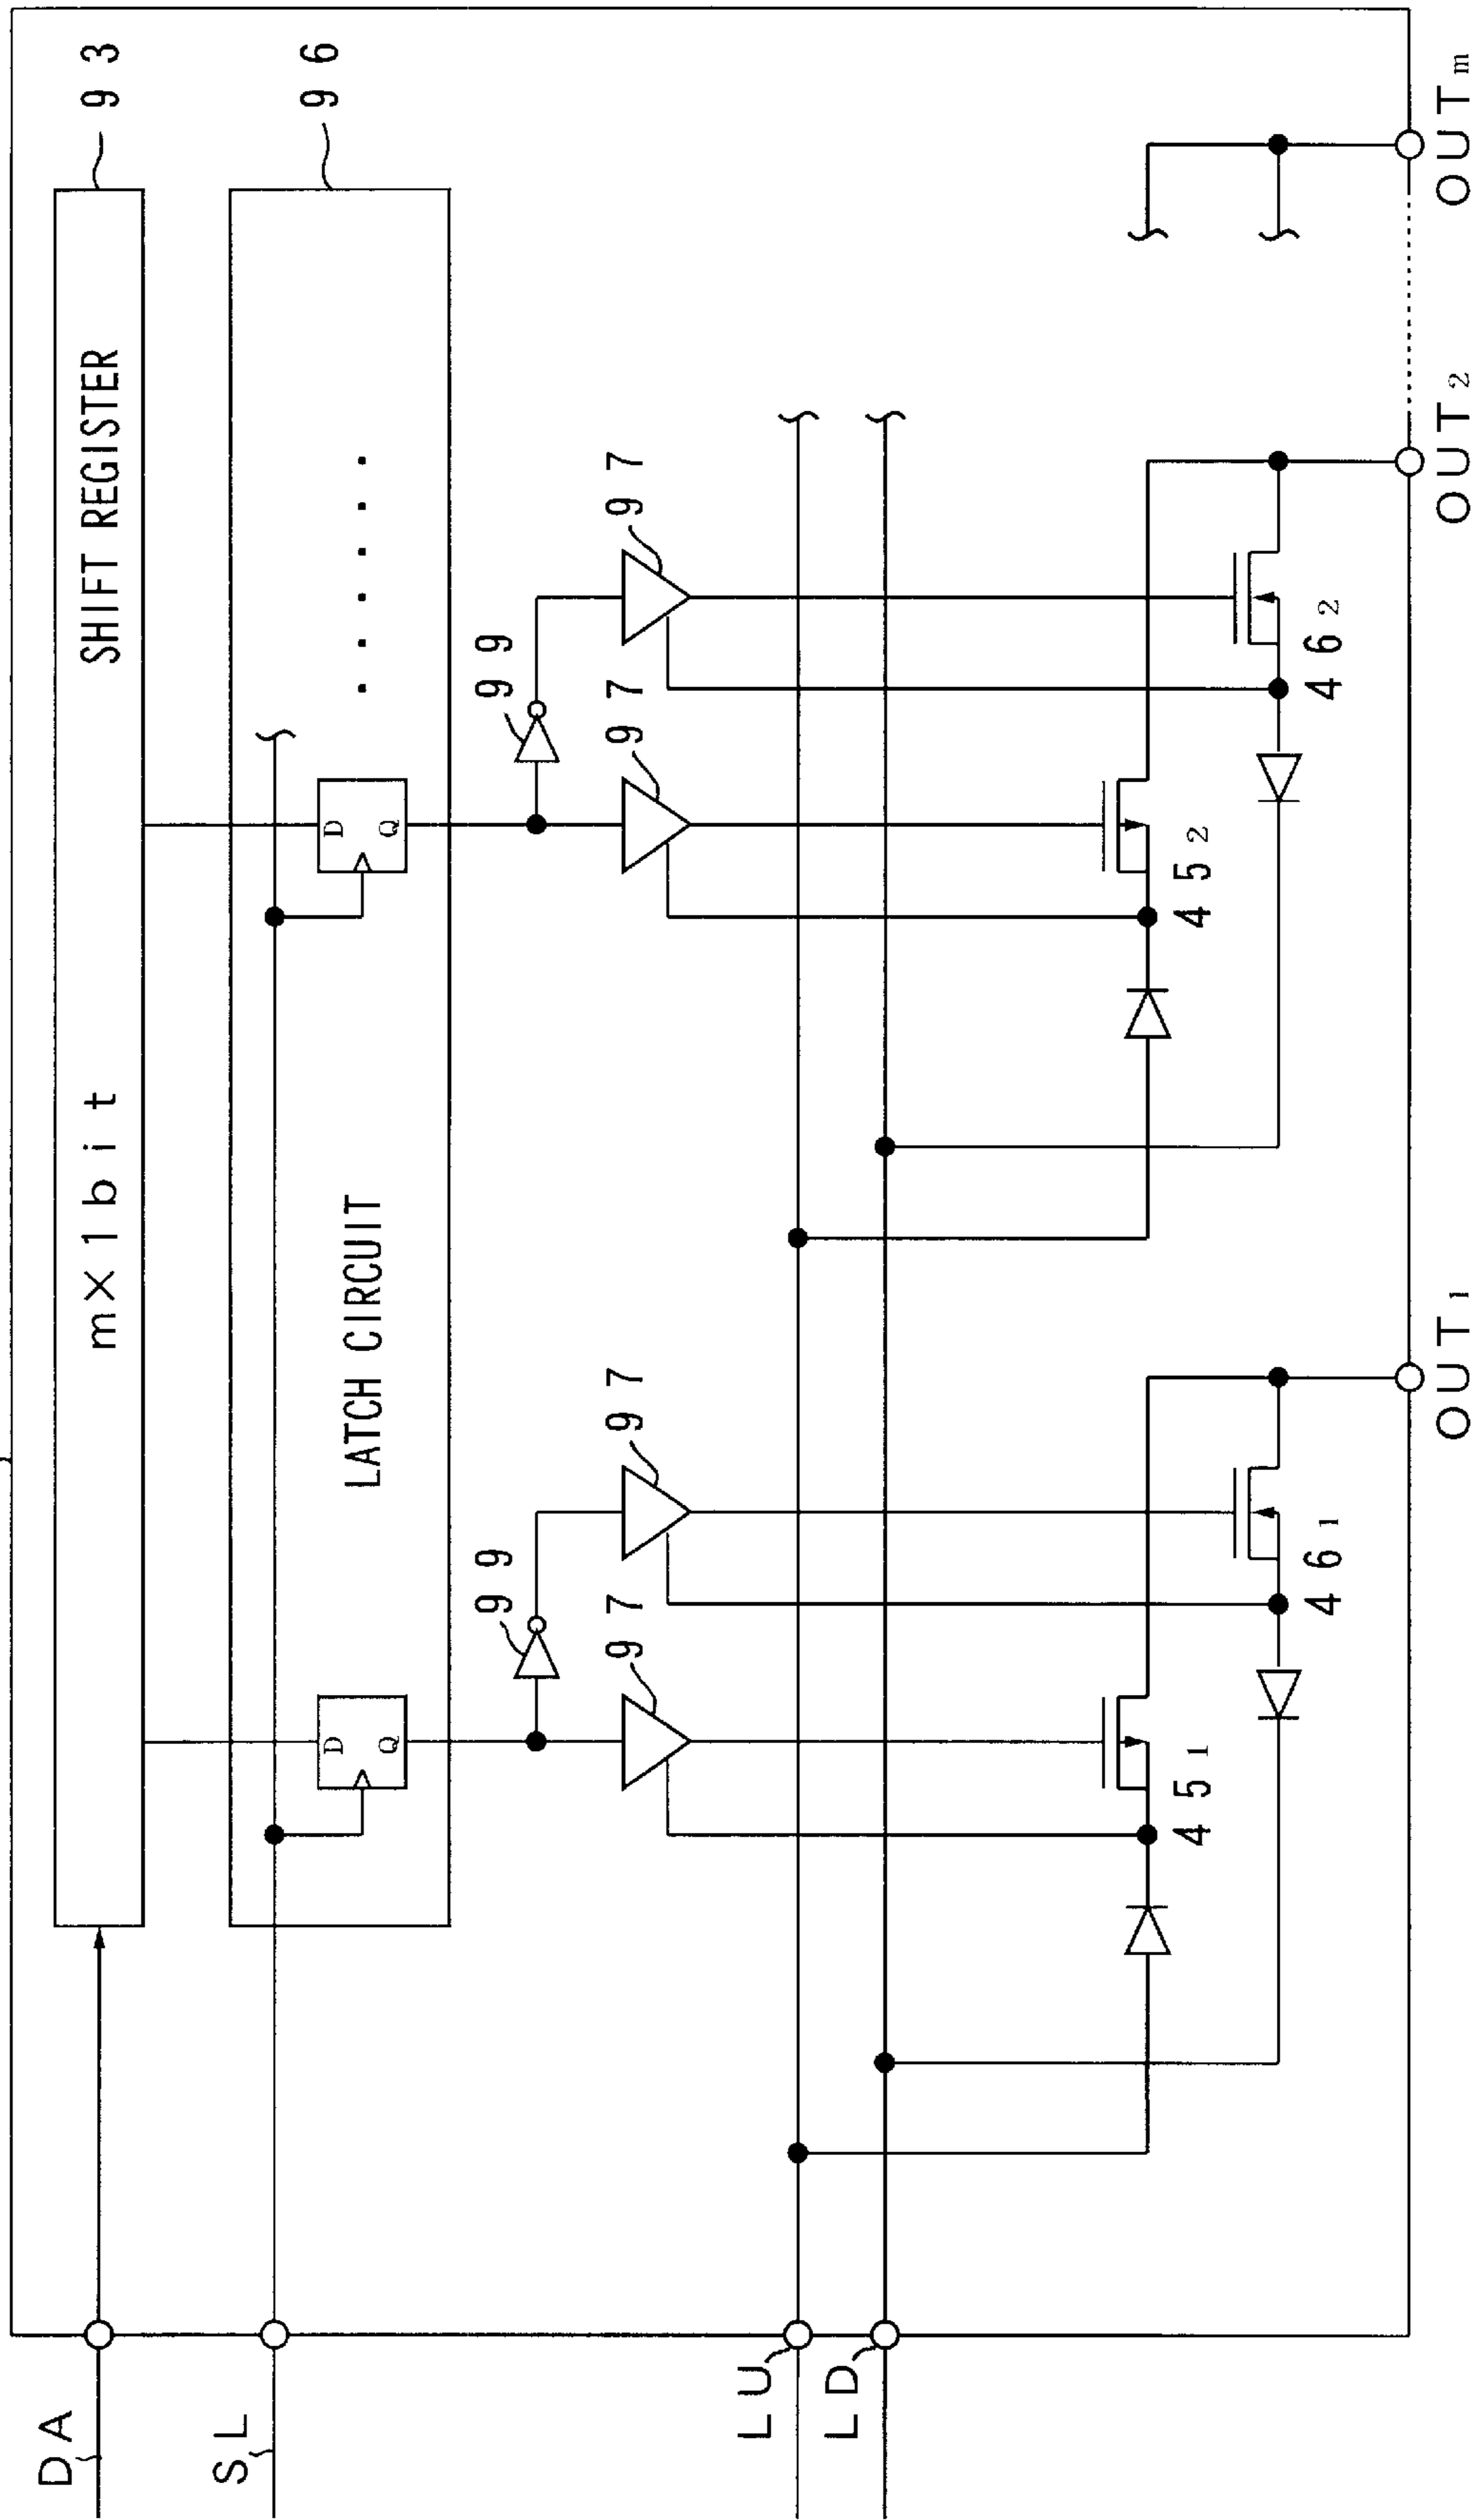 DA
m×1bit SHIFT REGISTER
93
SL
LATCH CIRCUIT
96
D
Q
D
Q
99
99
97
97
97
97
LU
LD
45₁
45₂
46₁
46₂
OUT₁
OUT₂
OUTₘ